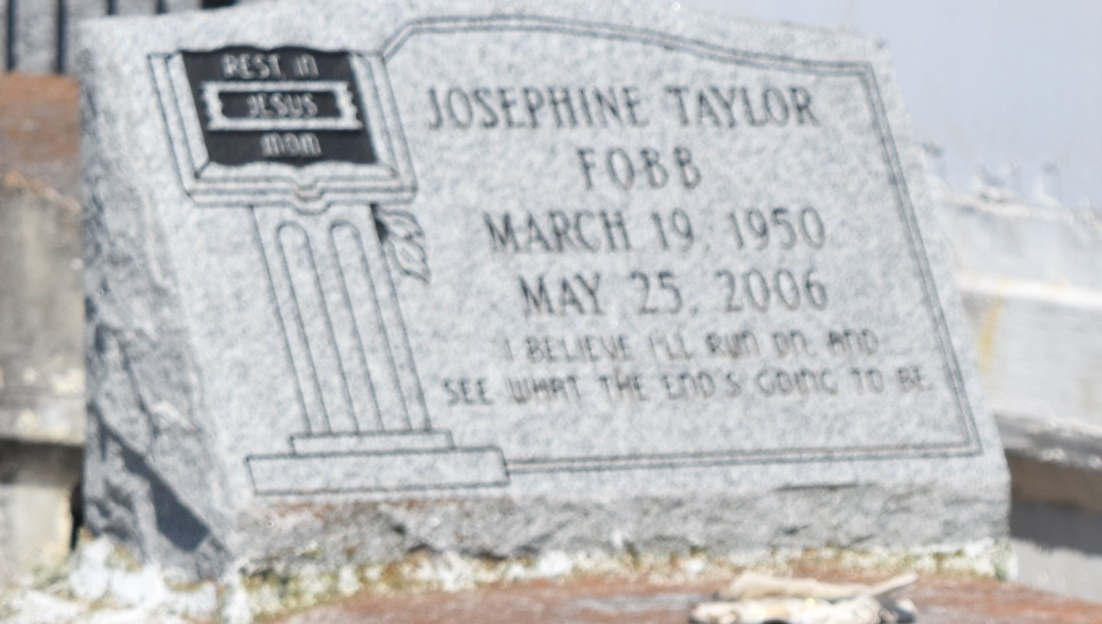 REST in
JESUS
mom
JOSEPHINE TAYLOR
FOBB
MARCH 19, 1950
MAY 25, 2006
I BELIEVE I'LL RUN ON, AND
SEE WHAT THE END'S GOING TO BE.